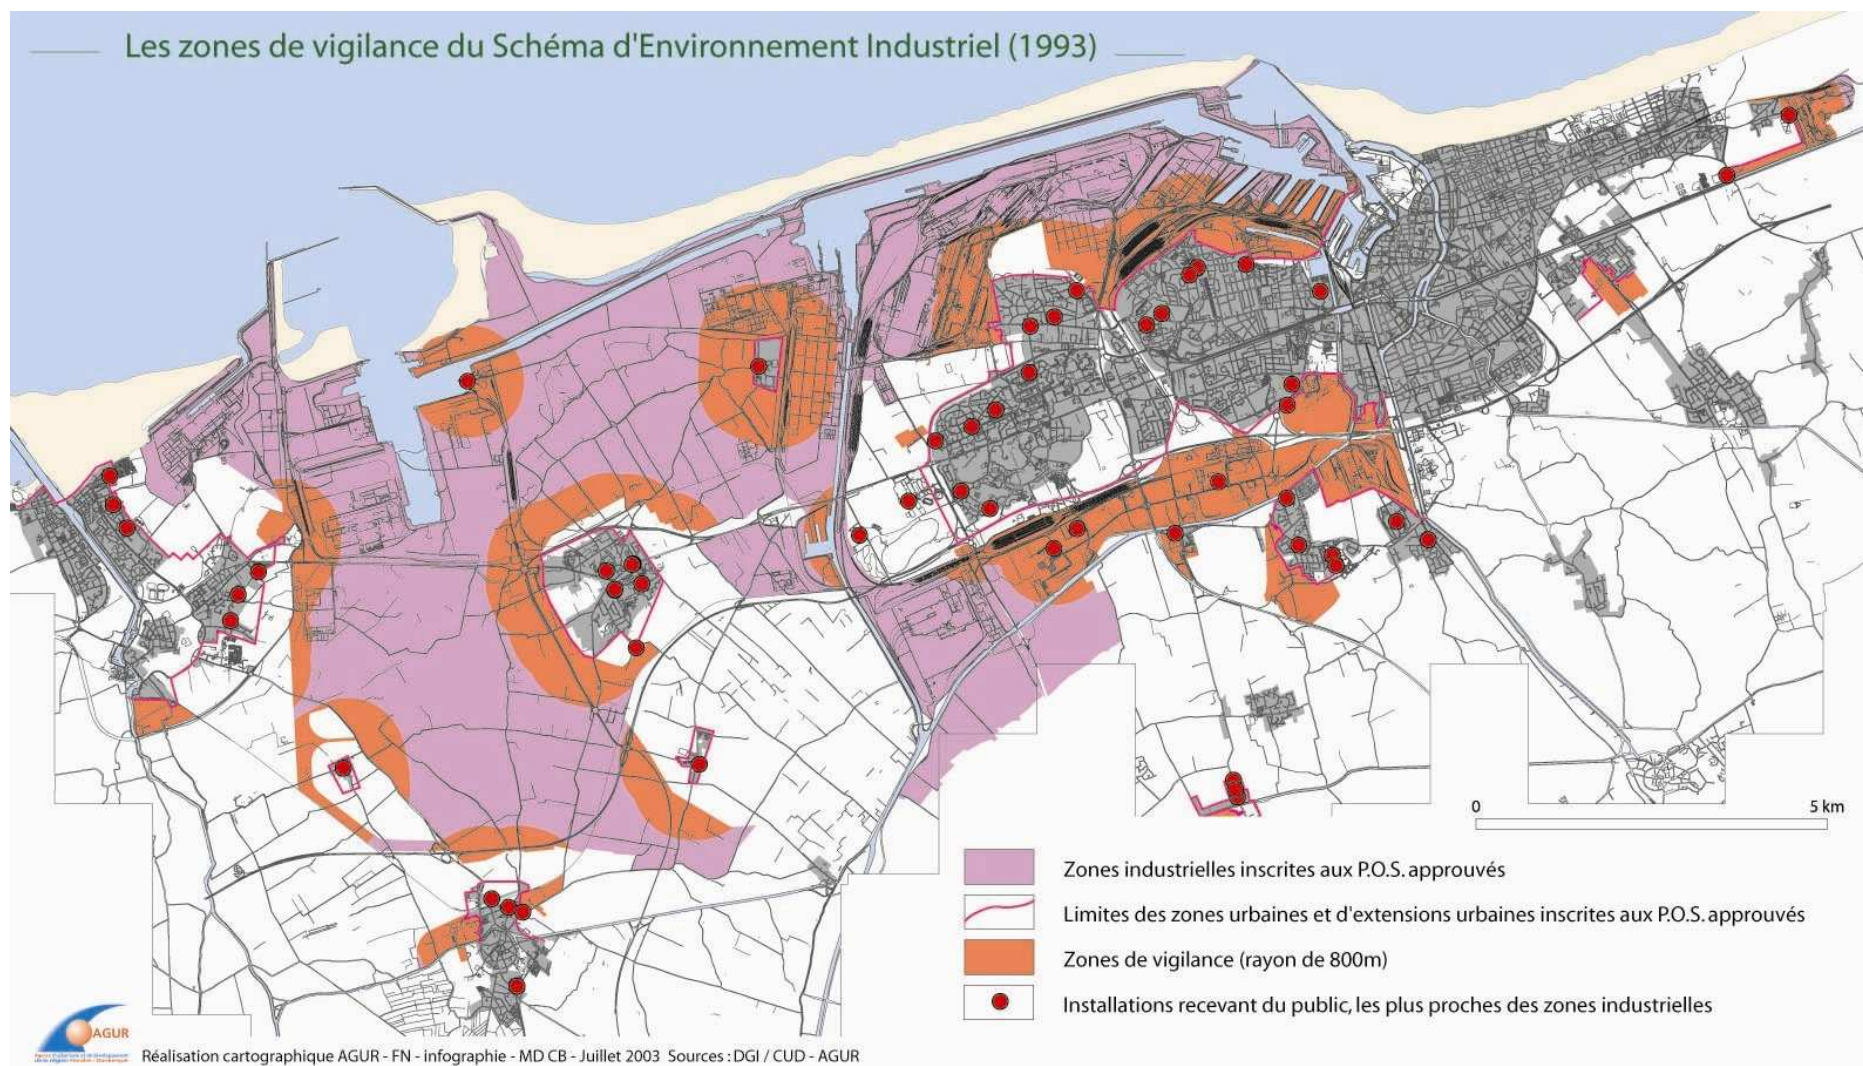 Les zones de vigilance du Schéma d'Environnement Industriel (1993)
0 5 km
Zones industrielles inscrites aux P.O.S. approuvés
Limites des zones urbaines et d'extensions urbaines inscrites aux P.O.S. approuvés
Zones de vigilance (rayon de 800m)
Installations recevant du public, les plus proches des zones industrielles
AGUR
Réalisation cartographique AGUR - FN - infographie - MD CB - Juillet 2003 Sources : DGI / CUD - AGUR